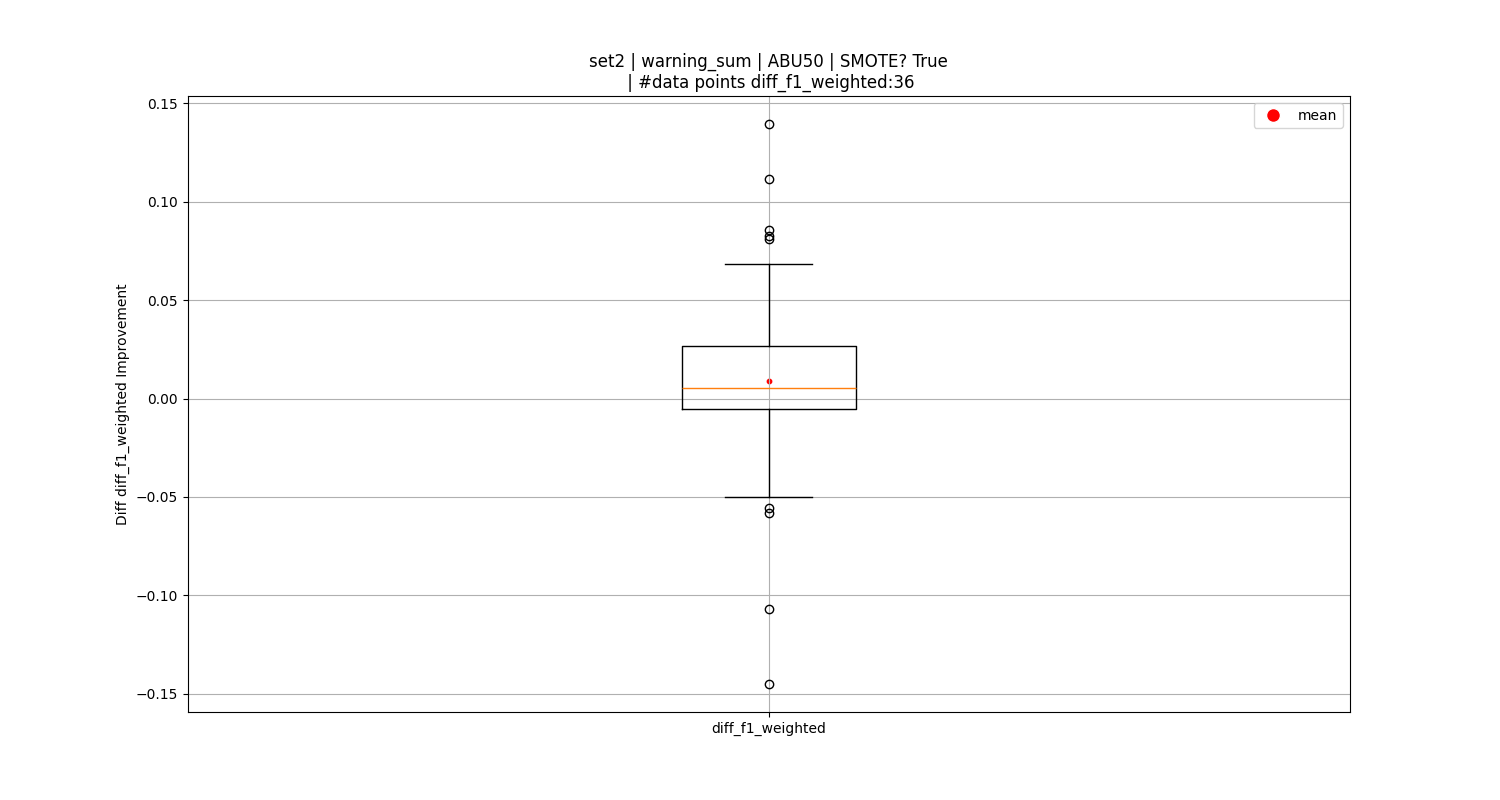 set2 | warning_sum | ABU50 | SMOTE? True
| #data points diff_f1_weighted:36
mean
0.15
0.10
0.05
0.00
−0.05
−0.10
−0.15
Diff diff_f1_weighted Improvement
diff_f1_weighted